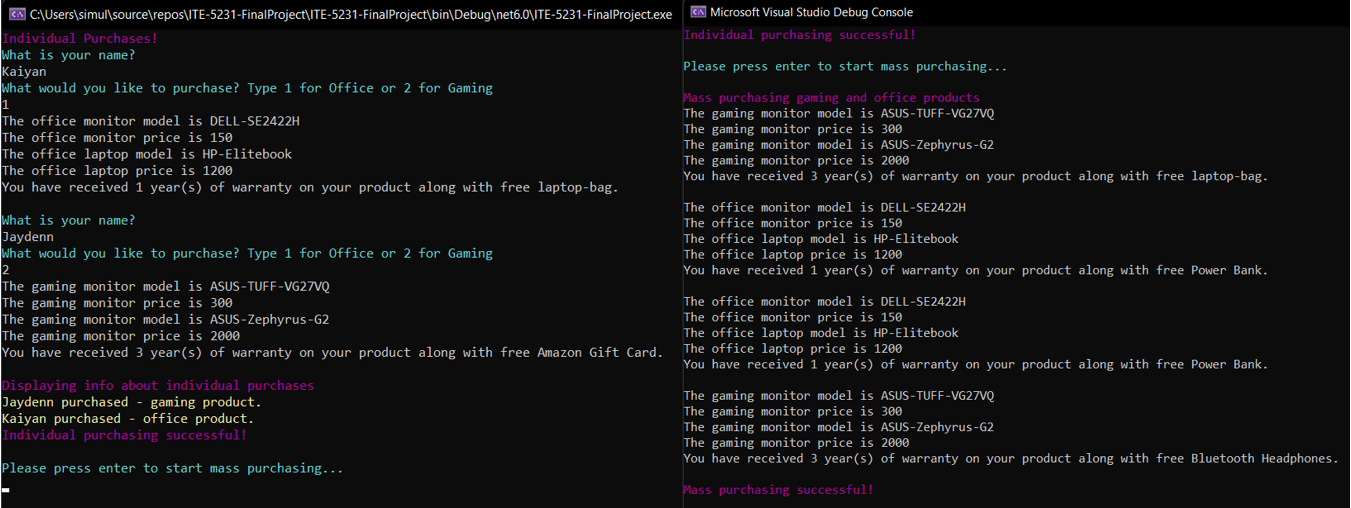 C:\Users\simul\source\repos\ITE-5231-FinalProject\ITE-5231-FinalProject\bin\Debug\net6.0\ITE-5231-FinalProject.exe
Individual Purchases!
What is your name?
Kaiyan
What would you like to purchase? Type 1 for Office or 2 for Gaming
1
The office monitor model is DELL-SE2422H
The office monitor price is 150
The office laptop model is HP-Elitebook
The office laptop price is 1200
You have received 1 year(s) of warranty on your product along with free laptop-bag.
What is your name?
Jaydenn
What would you like to purchase? Type 1 for Office or 2 for Gaming
2
The gaming monitor model is ASUS-TUFF-VG27VQ
The gaming monitor price is 300
The gaming monitor model is ASUS-Zephyrus-G2
The gaming monitor price is 2000
You have received 3 year(s) of warranty on your product along with free Amazon Gift Card.
Displaying info about individual purchases
Jaydenn purchased - gaming product.
Kaiyan purchased - office product.
Individual purchasing successful!
Please press enter to start mass purchasing...
Microsoft Visual Studio Debug Console
Individual purchasing successful!
Please press enter to start mass purchasing...
Mass purchasing gaming and office products
The gaming monitor model is ASUS-TUFF-VG27VQ
The gaming monitor price is 300
The gaming monitor model is ASUS-Zephyrus-G2
The gaming monitor price is 2000
You have received 3 year(s) of warranty on your product along with free laptop-bag.
The office monitor model is DELL-SE2422H
The office monitor price is 150
The office laptop model is HP-Elitebook
The office laptop price is 1200
You have received 1 year(s) of warranty on your product along with free Power Bank.
The office monitor model is DELL-SE2422H
The office monitor price is 150
The office laptop model is HP-Elitebook
The office laptop price is 1200
You have received 1 year(s) of warranty on your product along with free Power Bank.
The gaming monitor model is ASUS-TUFF-VG27VQ
The gaming monitor price is 300
The gaming monitor model is ASUS-Zephyrus-G2
The gaming monitor price is 2000
You have received 3 year(s) of warranty on your product along with free Bluetooth Headphones.
Mass purchasing successful!